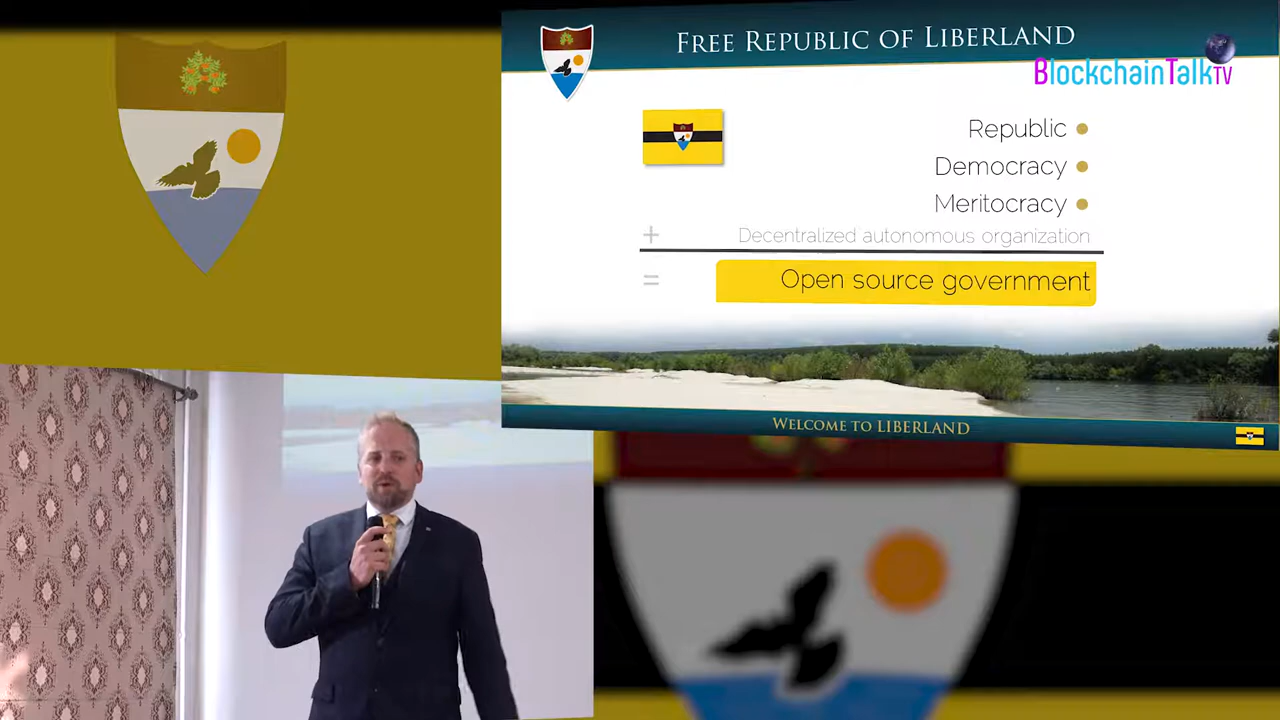 FREE REPUBLIC OF LIBERLAND
BLOCKCHAINTALKTV
Republic
Democracy
Meritocracy
+ Decentralized autonomous organization
= Open source government
WELCOME TO LIBERLAND